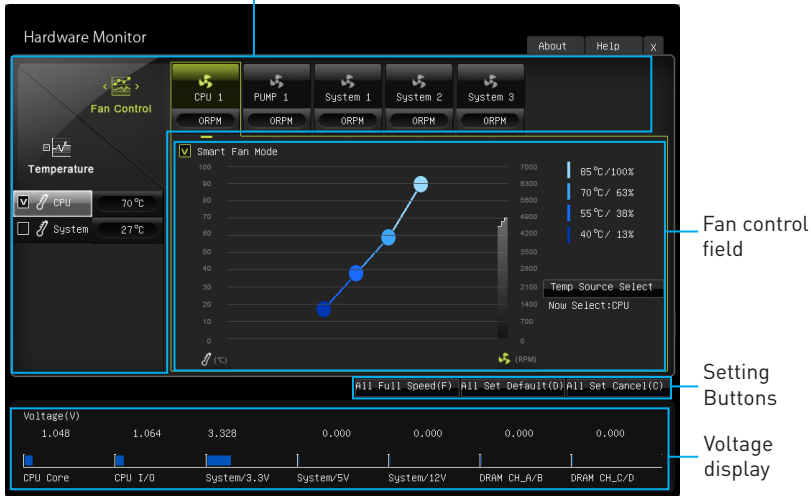 Hardware Monitor
About Help X
Fan Control
CPU 1 PUMP 1 System 1 System 2 System 3
0RPM 0RPM 0RPM 0RPM 0RPM
Temperature
V CPU 70°C
System 27°C
V Smart Fan Mode
100 7000
90 6300
80 5600
70 4900
60 4200
50 3500
40 2800
30 2100
20 1400
10 700
0 0
(°C) (RPM)
85°C/100%
70°C/ 63%
55°C/ 38%
40°C/ 13%
Temp Source Select
Now Select:CPU
Fan control
field
All Full Speed(F) All Set Default(D) All Set Cancel(C)
Setting
Buttons
Voltage(V)
1.048 1.064 3.328 0.000 0.000 0.000 0.000
CPU Core CPU I/O System/3.3V System/5V System/12V DRAM CH_A/B DRAM CH_C/D
Voltage
display